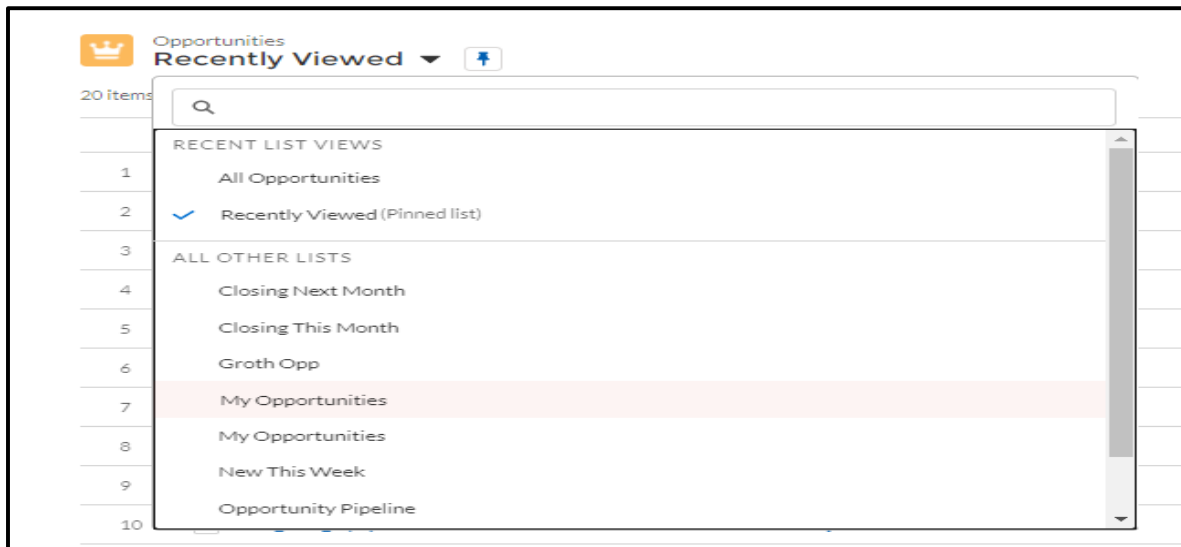 Opportunities
Recently Viewed
20 items
RECENT LIST VIEWS
1 All Opportunities
2 Recently Viewed (Pinned list)
3 ALL OTHER LISTS
4 Closing Next Month
5 Closing This Month
6 Groth Opp
7 My Opportunities
8 My Opportunities
9 New This Week
10 Opportunity Pipeline